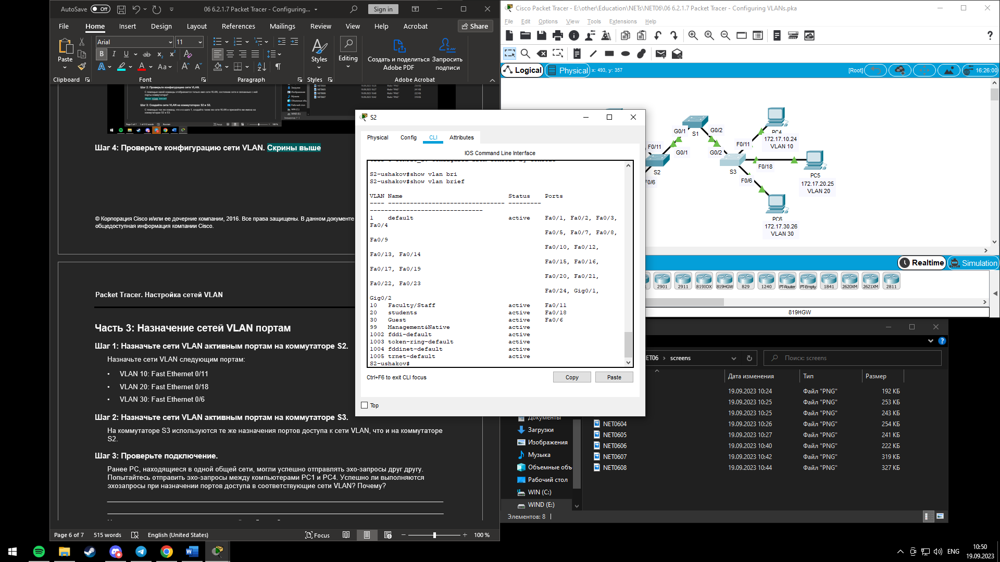 AutoSave
Off
06 6.2.1.7 Packet Tracer - Configuring...
Sign in
File
Home
Insert
Design
Layout
References
Mailings
Review
View
Help
Acrobat
Share
Paste
Arial
11
Styles
Editing
Создать и поделиться Adobe PDF
Запросить подписи
Clipboard
Font
Paragraph
Styles
Adobe Acrobat
Шаг 2: Проверьте конфигурацию сети VLAN.
Шаг 3: Создайте сети VLAN на коммутаторах S2 и S3.
Шаг 4: Проверьте конфигурацию сети VLAN. Скрины выше
© Корпорация Cisco и/или ее дочерние компании, 2016. Все права защищены. В данном документе
общедоступная информация компании Cisco.
Packet Tracer. Настройка сетей VLAN
Часть 3: Назначение сетей VLAN портам
Шаг 1: Назначьте сети VLAN активным портам на коммутаторе S2.
Назначьте сети VLAN следующим портам:
• VLAN 10: Fast Ethernet 0/11
• VLAN 20: Fast Ethernet 0/18
• VLAN 30: Fast Ethernet 0/6
Шаг 2: Назначьте сети VLAN активным портам на коммутаторе S3.
На коммутаторе S3 используются те же назначения портов доступа к сети VLAN, что и на коммутаторе
S2.
Шаг 3: Проверьте подключение.
Ранее PC, находящиеся в одной общей сети, могли успешно отправлять эхо-запросы друг другу.
Попытайтесь отправить эхо-запросы между компьютерами PC1 и PC4. Успешно ли выполняются
эхозапросы при назначении портов доступа в соответствующие сети VLAN? Почему?
Page 6 of 7
515 words
English (United States)
Focus
100 %
S2
Physical
Config
CLI
Attributes
IOS Command Line Interface
S2-ushakov#show vlan bri
S2-ushakov#show vlan brief
VLAN Name Status Ports
---- -------------------------------- ---------
-------------------------------
1 default active Fa0/1, Fa0/2, Fa0/3,
Fa0/4
Fa0/5, Fa0/7, Fa0/8,
Fa0/9
Fa0/10, Fa0/12,
Fa0/13, Fa0/14
Fa0/15, Fa0/16,
Fa0/17, Fa0/19
Fa0/20, Fa0/21,
Fa0/22, Fa0/23
Fa0/24, Gig0/1,
Gig0/2
10 Faculty/Staff active Fa0/11
20 students active Fa0/18
30 Guest active Fa0/6
99 Management&Native active
1002 fddi-default active
1003 token-ring-default active
1004 fddinet-default active
1005 trnet-default active
S2-ushakov#
Ctrl+F6 to exit CLI focus
Copy
Paste
Top
Cisco Packet Tracer - E:\other\Education\NETs\NET06\06 6.2.1.7 Packet Tracer - Configuring VLANs.pka
File
Edit
Options
View
Tools
Extensions
Help
Logical
Physical
x: 493, y: 357
[Root]
16:26:00
G0/1
G0/2
S1
F0/11
G0/1
G0/2
F0/11
PC4
172.17.10.24
VLAN 10
S2
S3
F0/18
F0/6
F0/6
PC5
172.17.20.25
VLAN 20
PC6
172.17.30.26
VLAN 30
Realtime
Simulation
2901
2911
819IOX
819HGW
829
1240
PT-Router
PT-Empty
1841
2620XM
2621XM
2811
819HGW
ET06 › screens
Поиск: screens
Дата изменения
Тип
Размер
19.09.2023 10:24 Файл "PNG" 192 КБ
19.09.2023 10:25 Файл "PNG" 253 КБ
19.09.2023 10:25 Файл "PNG" 243 КБ
NET0604 19.09.2023 10:26 Файл "PNG" 254 КБ
NET0605 19.09.2023 10:27 Файл "PNG" 241 КБ
NET0606 19.09.2023 10:40 Файл "PNG" 222 КБ
NET0607 19.09.2023 10:42 Файл "PNG" 319 КБ
NET0608 19.09.2023 10:44 Файл "PNG" 327 КБ
Документы
Загрузки
Изображения
Музыка
Объемные объ
Рабочий стол
WIN (C:)
WIND (E:)
Элементов: 8
ENG
10:50
19.09.2023